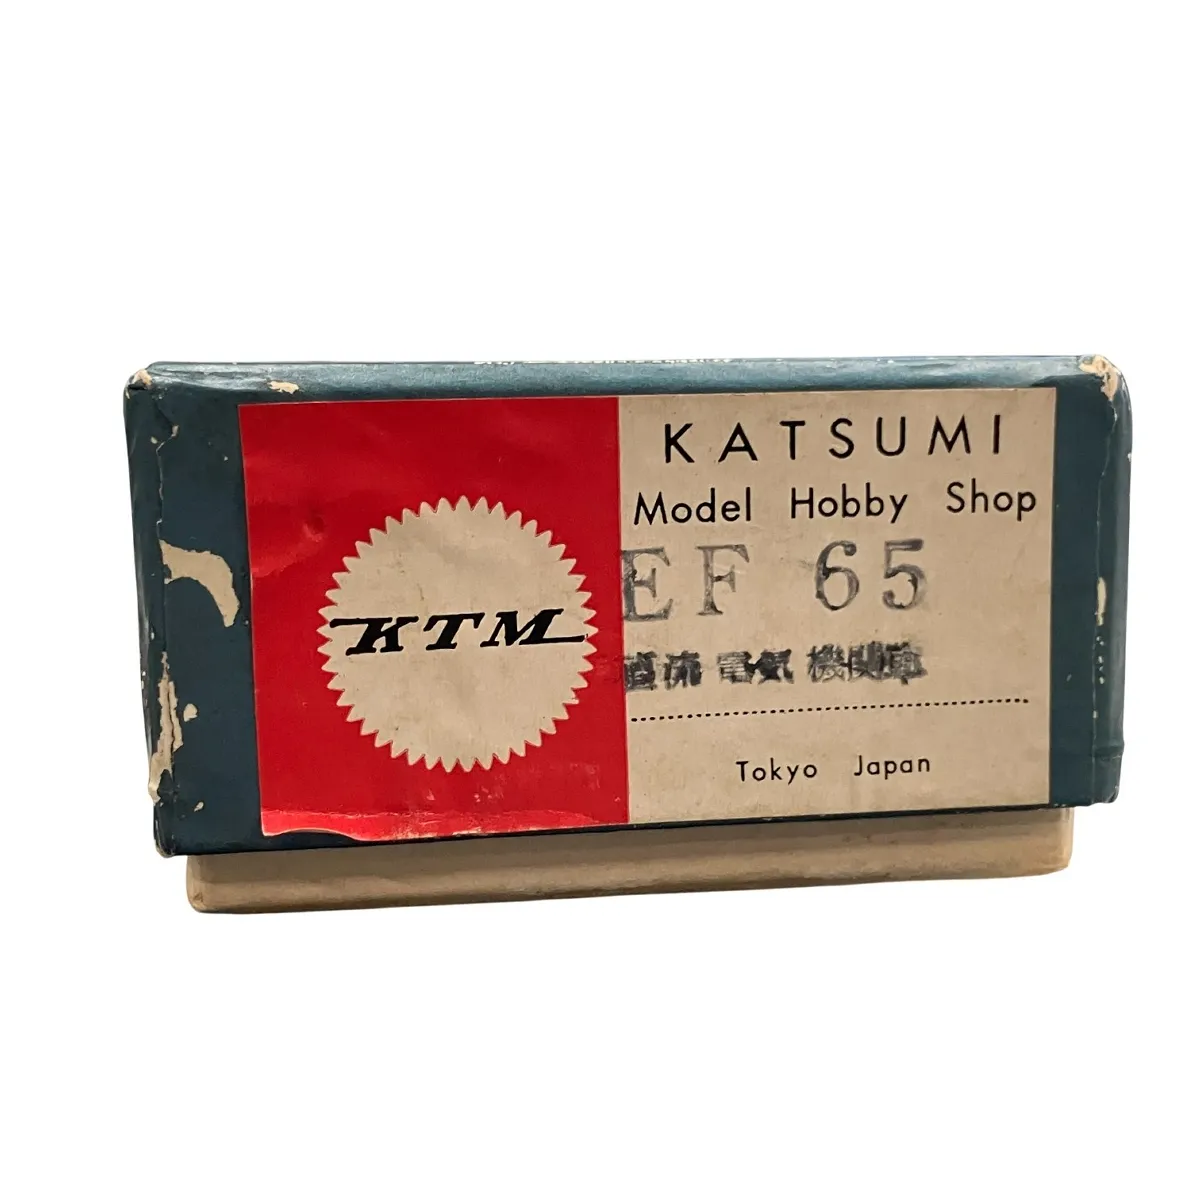 KTM
KATSUMI
Model Hobby Shop
EF 65
直流 電気 機関車
Tokyo Japan